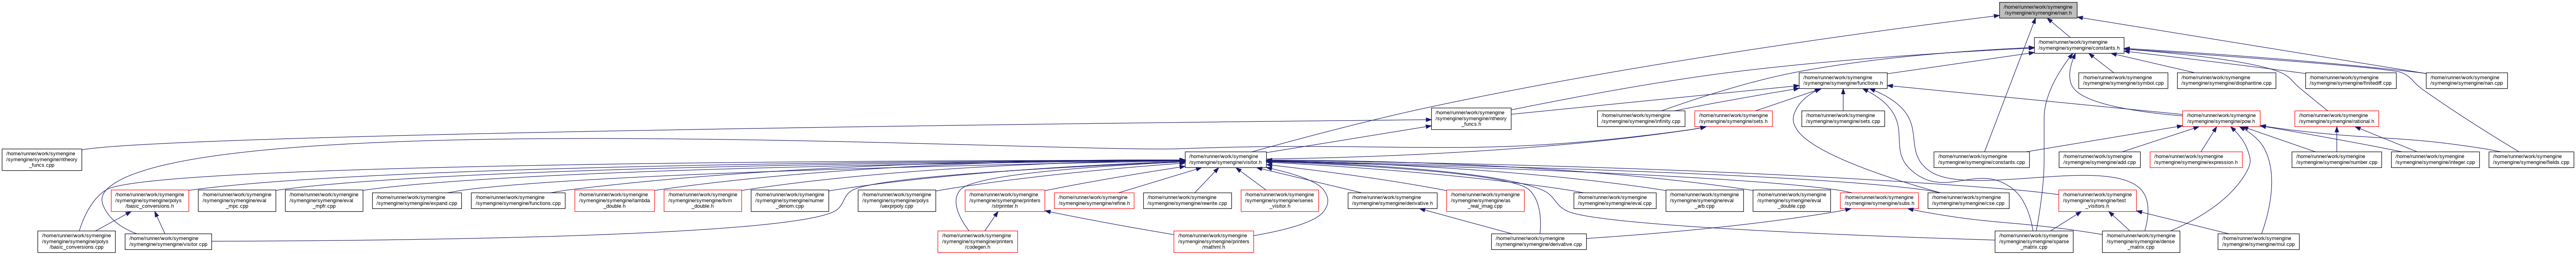 /home/runner/work/symengine
/symengine/symengine/nan.h
/home/runner/work/symengine
/symengine/symengine/constants.h
/home/runner/work/symengine
/symengine/symengine/functions.h
/home/runner/work/symengine
/symengine/symengine/symbol.cpp
/home/runner/work/symengine
/symengine/symengine/diophantine.cpp
/home/runner/work/symengine
/symengine/symengine/finitediff.cpp
/home/runner/work/symengine
/symengine/symengine/nan.cpp
/home/runner/work/symengine
/symengine/symengine/ntheory
_funcs.h
/home/runner/work/symengine
/symengine/symengine/infinity.cpp
/home/runner/work/symengine
/symengine/symengine/sets.h
/home/runner/work/symengine
/symengine/symengine/sets.cpp
/home/runner/work/symengine
/symengine/symengine/pow.h
/home/runner/work/symengine
/symengine/symengine/rational.h
/home/runner/work/symengine
/symengine/symengine/ntheory
_funcs.cpp
/home/runner/work/symengine
/symengine/symengine/visitor.h
/home/runner/work/symengine
/symengine/symengine/constants.cpp
/home/runner/work/symengine
/symengine/symengine/add.cpp
/home/runner/work/symengine
/symengine/symengine/expression.h
/home/runner/work/symengine
/symengine/symengine/number.cpp
/home/runner/work/symengine
/symengine/symengine/integer.cpp
/home/runner/work/symengine
/symengine/symengine/fields.cpp
/home/runner/work/symengine
/symengine/symengine/polys
/basic_conversions.h
/home/runner/work/symengine
/symengine/symengine/eval
_mpc.cpp
/home/runner/work/symengine
/symengine/symengine/eval
_mpfr.cpp
/home/runner/work/symengine
/symengine/symengine/expand.cpp
/home/runner/work/symengine
/symengine/symengine/functions.cpp
/home/runner/work/symengine
/symengine/symengine/lambda
_double.h
/home/runner/work/symengine
/symengine/symengine/llvm
_double.h
/home/runner/work/symengine
/symengine/symengine/numer
_denom.cpp
/home/runner/work/symengine
/symengine/symengine/polys
/uexprpoly.cpp
/home/runner/work/symengine
/symengine/symengine/printers
/strprinter.h
/home/runner/work/symengine
/symengine/symengine/refine.h
/home/runner/work/symengine
/symengine/symengine/rewrite.cpp
/home/runner/work/symengine
/symengine/symengine/series
_visitor.h
/home/runner/work/symengine
/symengine/symengine/derivative.h
/home/runner/work/symengine
/symengine/symengine/as
_real_imag.cpp
/home/runner/work/symengine
/symengine/symengine/eval.cpp
/home/runner/work/symengine
/symengine/symengine/eval
_arb.cpp
/home/runner/work/symengine
/symengine/symengine/eval
_double.cpp
/home/runner/work/symengine
/symengine/symengine/subs.h
/home/runner/work/symengine
/symengine/symengine/cse.cpp
/home/runner/work/symengine
/symengine/symengine/test
_visitors.h
/home/runner/work/symengine
/symengine/symengine/polys
/basic_conversions.cpp
/home/runner/work/symengine
/symengine/symengine/visitor.cpp
/home/runner/work/symengine
/symengine/symengine/printers
/codegen.h
/home/runner/work/symengine
/symengine/symengine/printers
/mathml.h
/home/runner/work/symengine
/symengine/symengine/derivative.cpp
/home/runner/work/symengine
/symengine/symengine/sparse
_matrix.cpp
/home/runner/work/symengine
/symengine/symengine/dense
_matrix.cpp
/home/runner/work/symengine
/symengine/symengine/mul.cpp